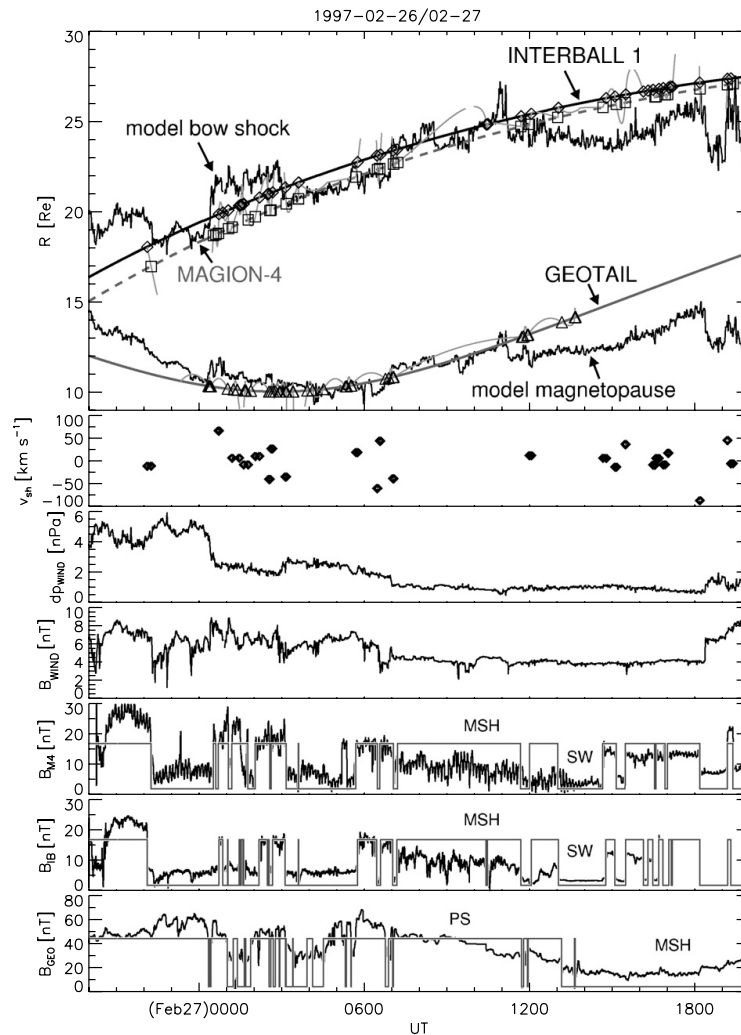 1997-02-26/02-27
30
INTERBALL 1
25
model bow shock
R [Re]
20
MAGION-4
GEOTAIL
15
model magnetopause
10
100
50
0
-50
-100
v_sh [km s⁻¹]
6
4
2
0
dp_WIND [nPa]
10
8
6
4
2
0
B_WIND [nT]
30
20
10
0
B_M4 [nT]
MSH
SW
30
20
10
0
B_IB [nT]
MSH
SW
80
60
40
20
0
B_GEO [nT]
PS
MSH
(Feb27)0000 0600 1200 1800
UT